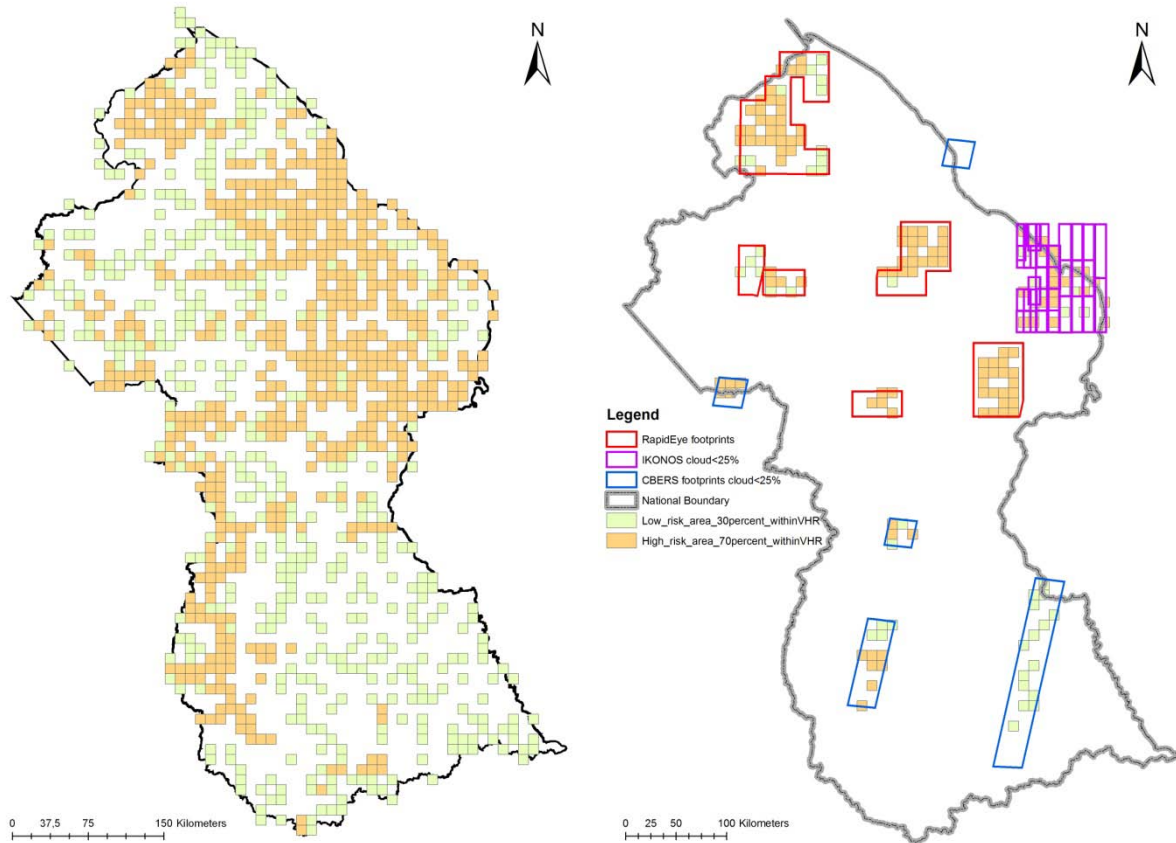 N
0 37,5 75 150 Kilometers
N
Legend
RapidEye footprints
IKONOS cloud<25%
CBERS footprints cloud<25%
National Boundary
Low_risk_area_30percent_withinVHR
High_risk_area_70percent_withinVHR
0 25 50 100 Kilometers